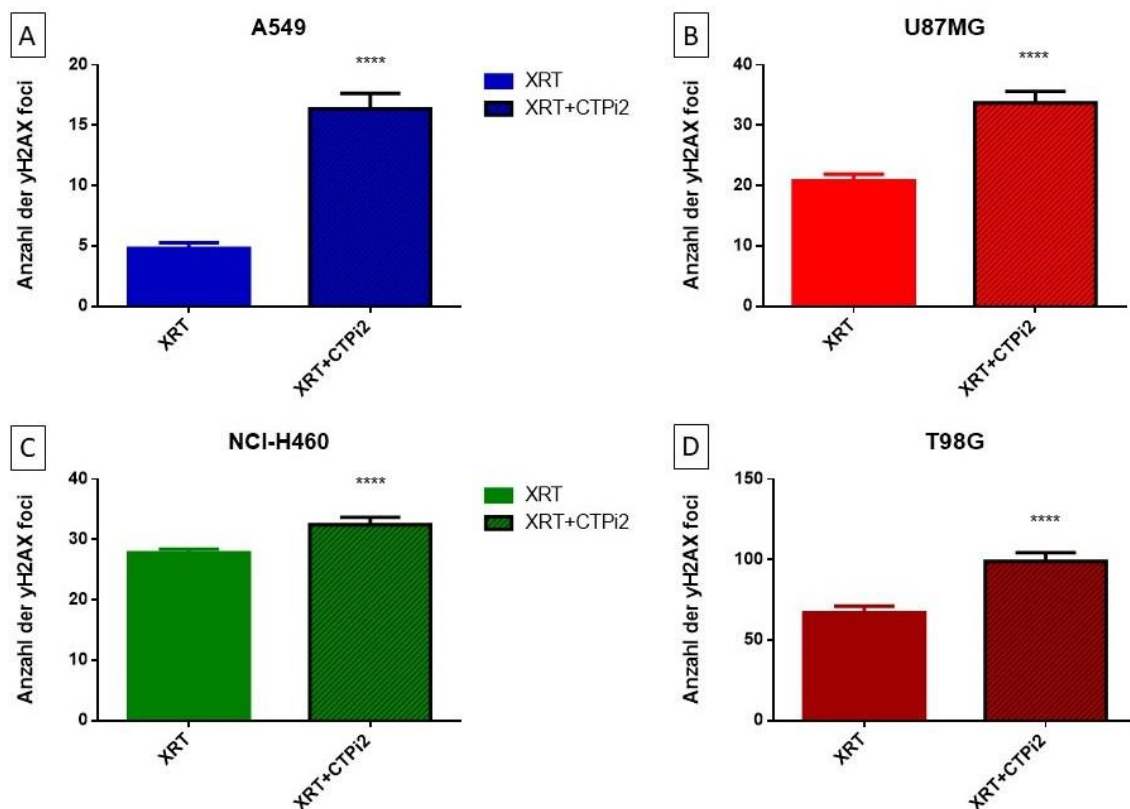 A
A549
Anzahl der yH2AX foci
20
15
10
5
0
****
XRT
XRT+CTPi2
XRT
XRT+CTPi2
B
U87MG
Anzahl der yH2AX foci
40
30
20
10
0
****
XRT
XRT+CTPi2
C
NCI-H460
Anzahl der yH2AX foci
40
30
20
10
0
****
XRT
XRT+CTPi2
XRT
XRT+CTPi2
D
T98G
Anzahl der yH2AX foci
150
100
50
0
****
XRT
XRT+CTPi2